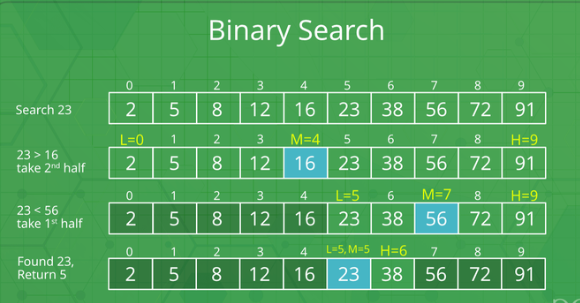 Binary Search
0 1 2 3 4 5 6 7 8 9
Search 23
2 5 8 12 16 23 38 56 72 91
L=0 1 2 3 M=4 5 6 7 8 H=9
23 > 16
take 2nd half
2 5 8 12 16 23 38 56 72 91
0 1 2 3 4 L=5 6 M=7 8 H=9
23 < 56
take 1st half
2 5 8 12 16 23 38 56 72 91
0 1 2 3 4 L=5, M=5 H=6 7 8 9
Found 23,
Return 5
2 5 8 12 16 23 38 56 72 91